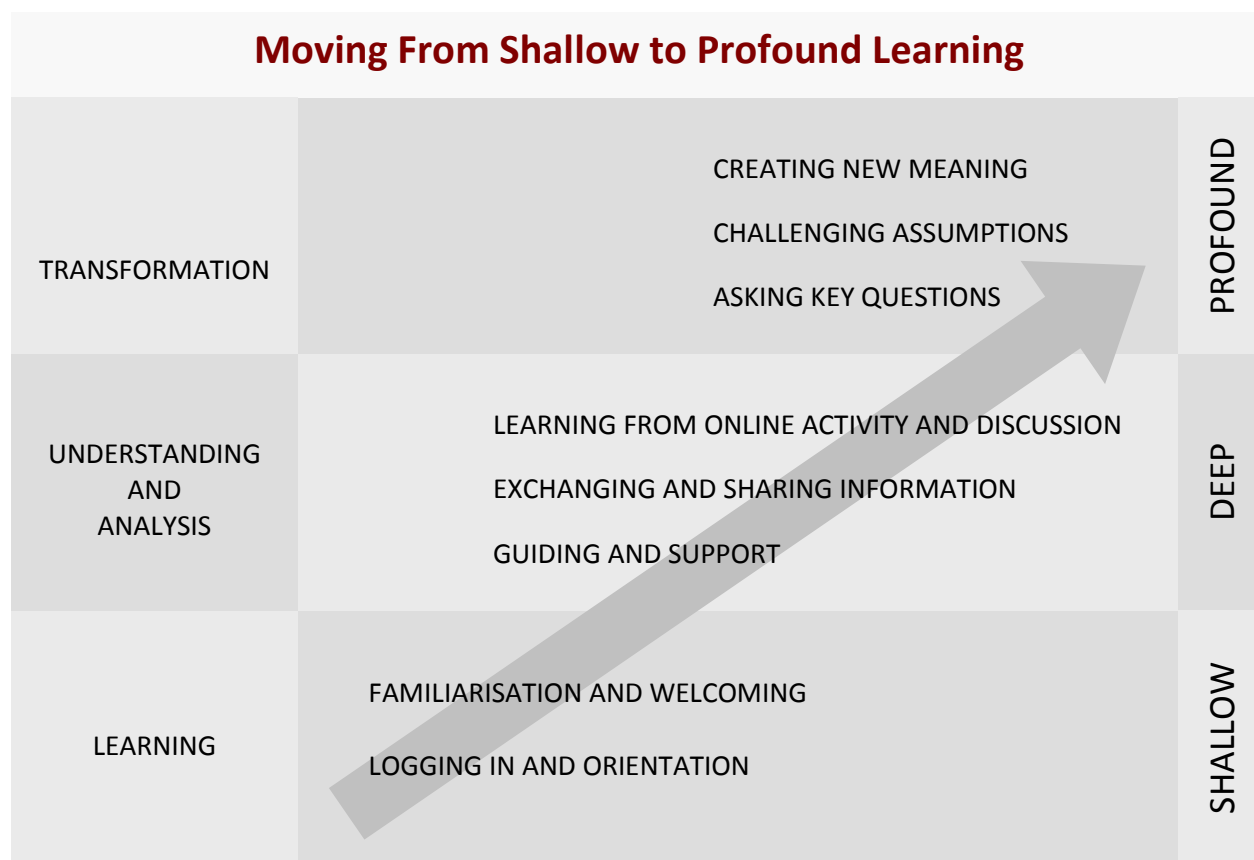 Moving From Shallow to Profound Learning
TRANSFORMATION
CREATING NEW MEANING
CHALLENGING ASSUMPTIONS
ASKING KEY QUESTIONS
PROFOUND
UNDERSTANDING
AND
ANALYSIS
LEARNING FROM ONLINE ACTIVITY AND DISCUSSION
EXCHANGING AND SHARING INFORMATION
GUIDING AND SUPPORT
DEEP
LEARNING
FAMILIARISATION AND WELCOMING
LOGGING IN AND ORIENTATION
SHALLOW